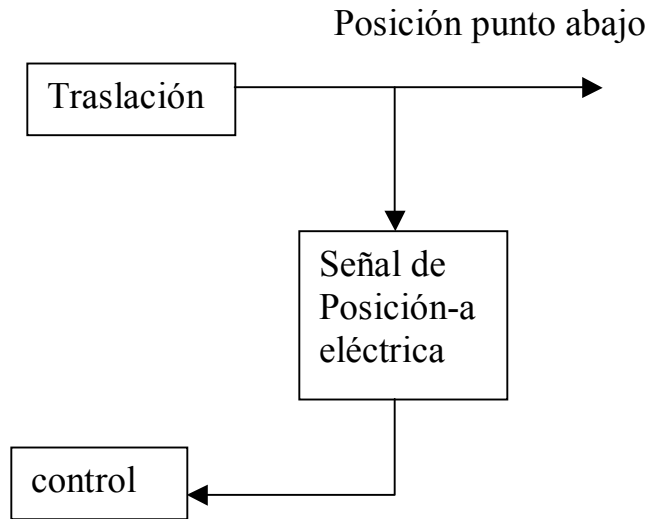 Posición punto abajo
Traslación
Señal de
Posición-a
eléctrica
control